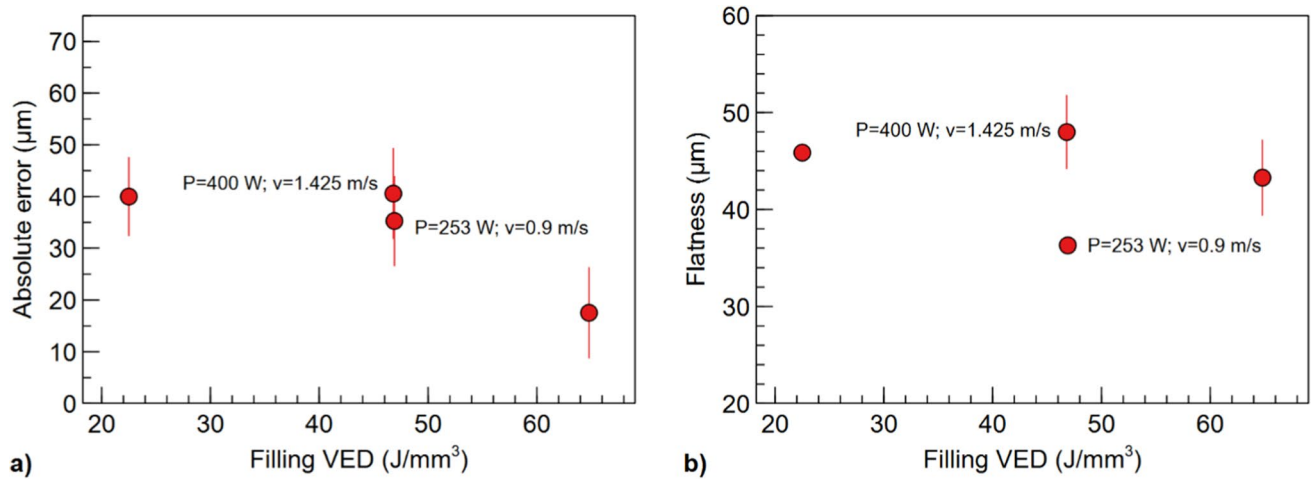 70
60
50
40
30
20
10
0
Absolute error (μm)
P=400 W; v=1.425 m/s
P=253 W; v=0.9 m/s
20 30 40 50 60
Filling VED (J/mm³)
a)
60
50
40
30
20
Flatness (μm)
P=400 W; v=1.425 m/s
P=253 W; v=0.9 m/s
20 30 40 50 60
Filling VED (J/mm³)
b)